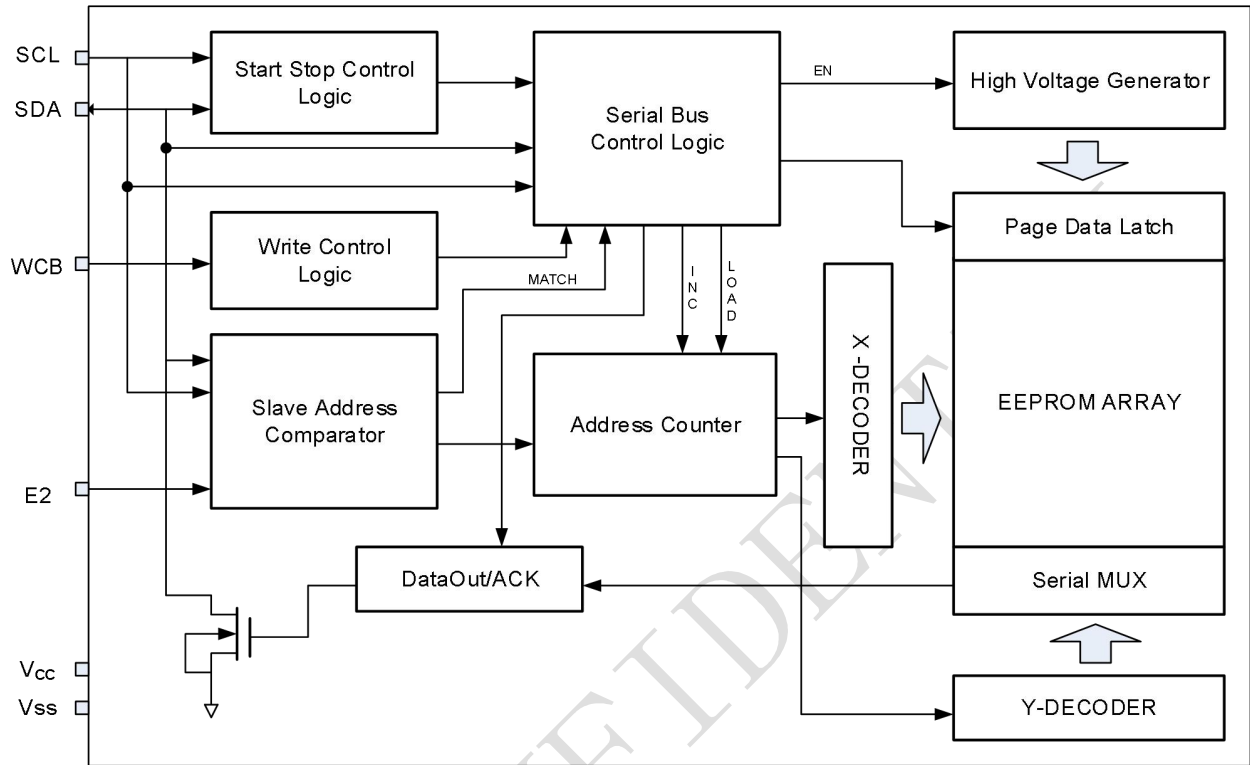 SCL
SDA
WCB
E2
Vcc
Vss
Start Stop Control
Logic
Write Control
Logic
Slave Address
Comparator
Serial Bus
Control Logic
EN
MATCH
INC
LOAD
Address Counter
DataOut/ACK
X-DECODER
High Voltage Generator
Page Data Latch
EEPROM ARRAY
Serial MUX
Y-DECODER